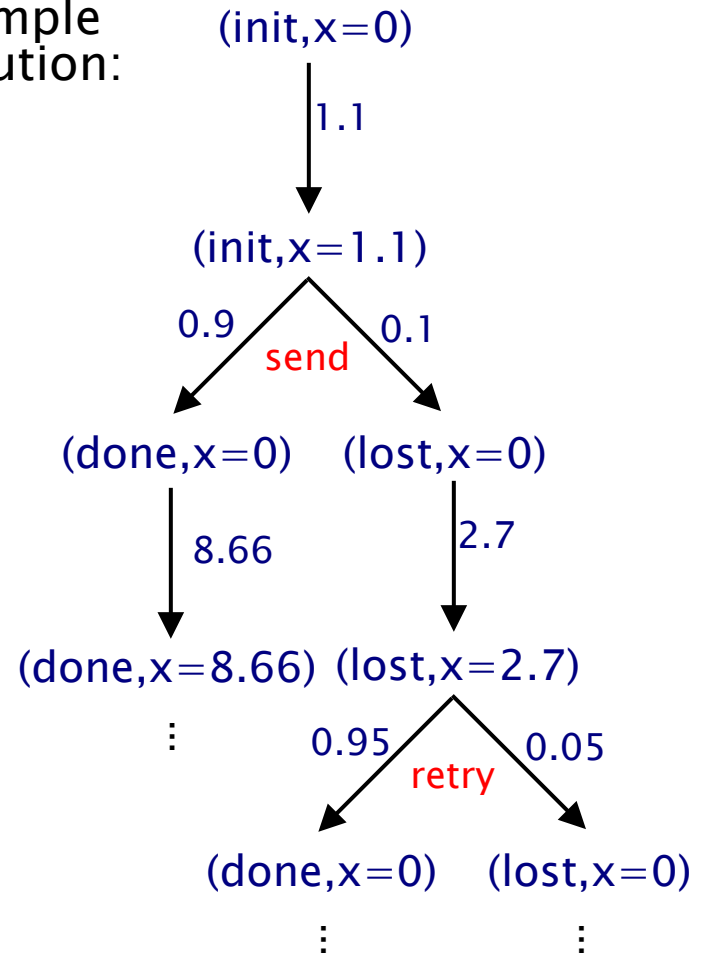 mple
ution:
(init,x=0)
1.1
(init,x=1.1)
0.9
0.1
send
(done,x=0)
(lost,x=0)
8.66
2.7
(done,x=8.66)
(lost,x=2.7)
⋮
0.95
0.05
retry
(done,x=0)
(lost,x=0)
⋮
⋮